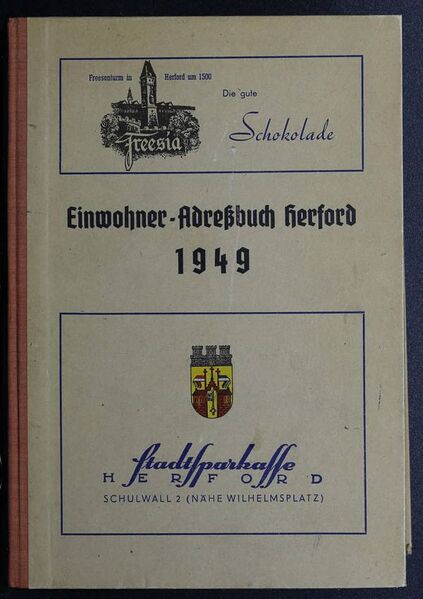 Freesenturm in Herford um 1500
Freesia
Die gute
Schokolade
Einwohner-Adreßbuch Herford
1949
Stadtsparkasse
HERFORD
SCHULWALL 2 (NÄHE WILHELMSPLATZ)